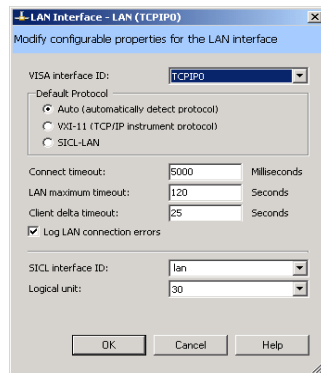 LAN Interface - LAN (TCPIP0)
Modify configurable properties for the LAN interface
VISA interface ID: TCPIP0
Default Protocol
Auto (automatically detect protocol)
VXI-11 (TCP/IP instrument protocol)
SICL-LAN
Connect timeout: 5000 Milliseconds
LAN maximum timeout: 120 Seconds
Client delta timeout: 25 Seconds
Log LAN connection errors
SICL interface ID: lan
Logical unit: 30
OK Cancel Help